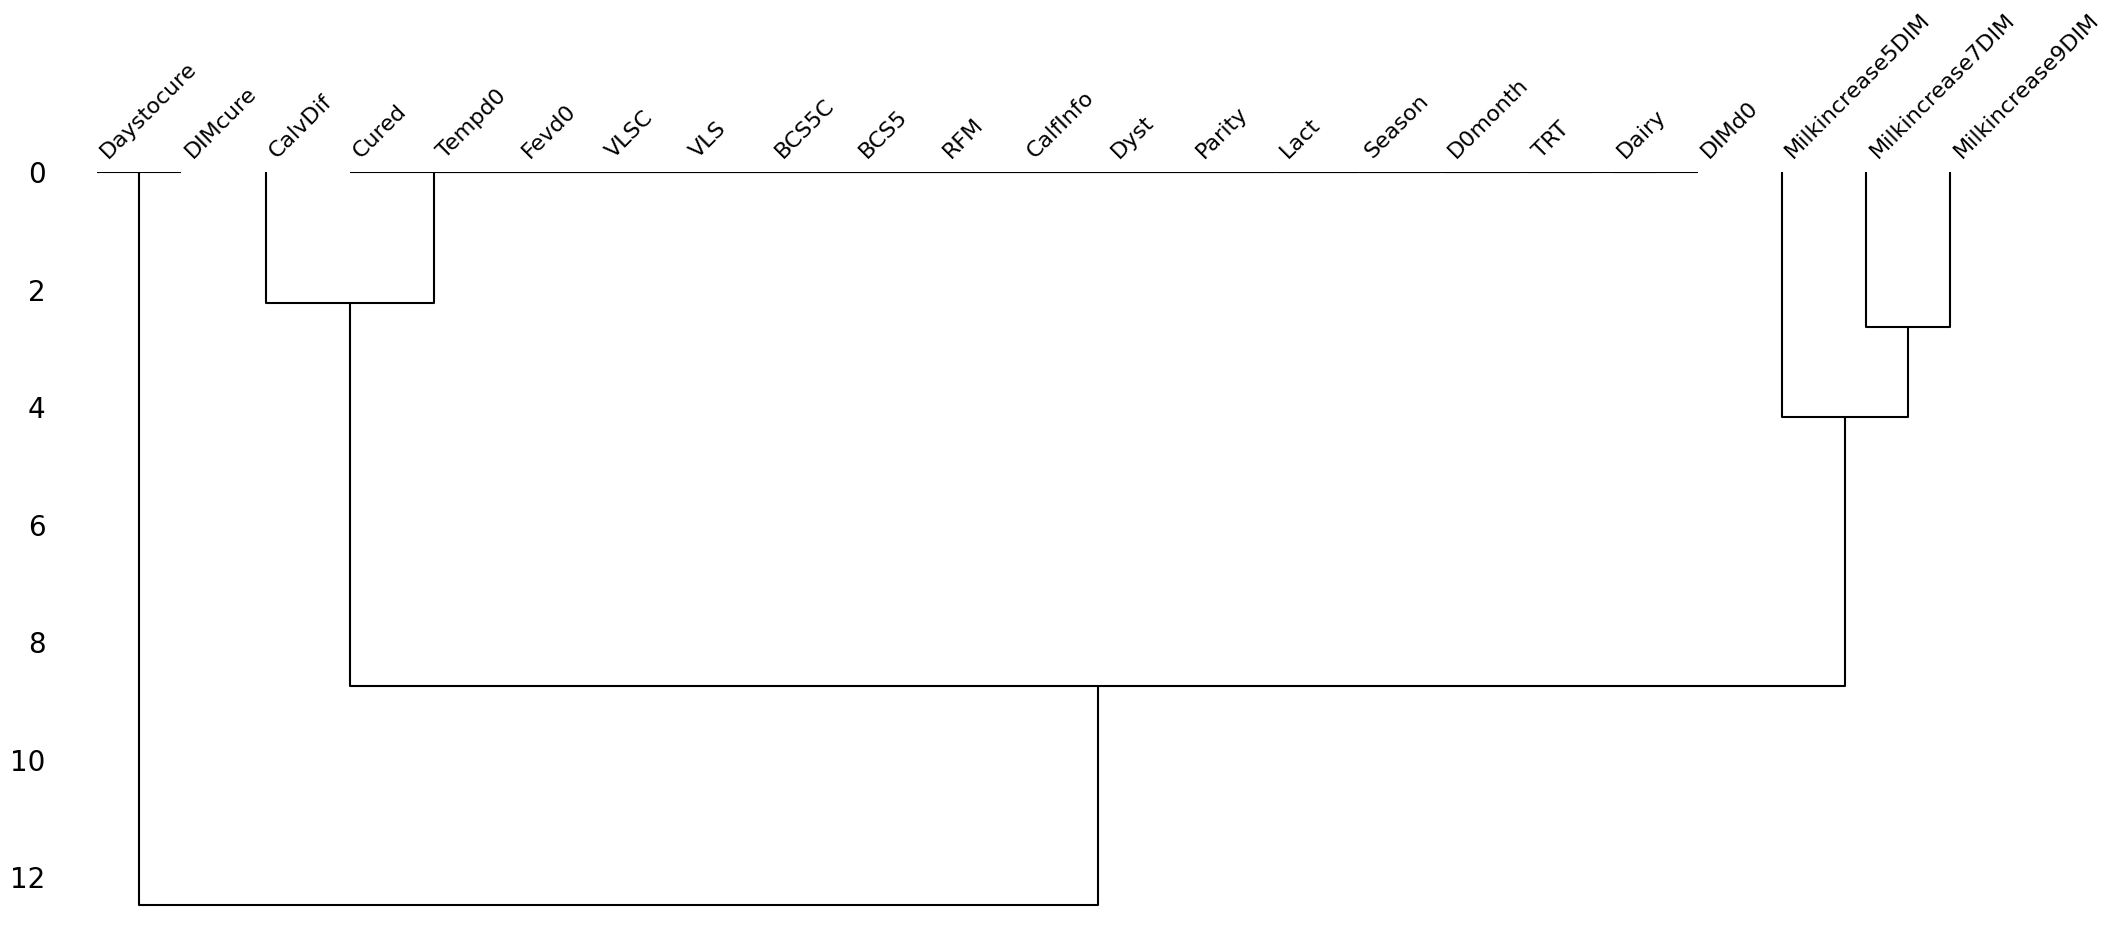 Daystocure
DIMcure
CalvDif
Cured
Tempd0
Fevd0
VLSC
VLS
BCS5C
BCS5
RFM
CalfInfo
Dyst
Parity
Lact
Season
D0month
TRT
Dairy
DIMd0
Milkincrease5DIM
Milkincrease7DIM
Milkincrease9DIM
0
2
4
6
8
10
12